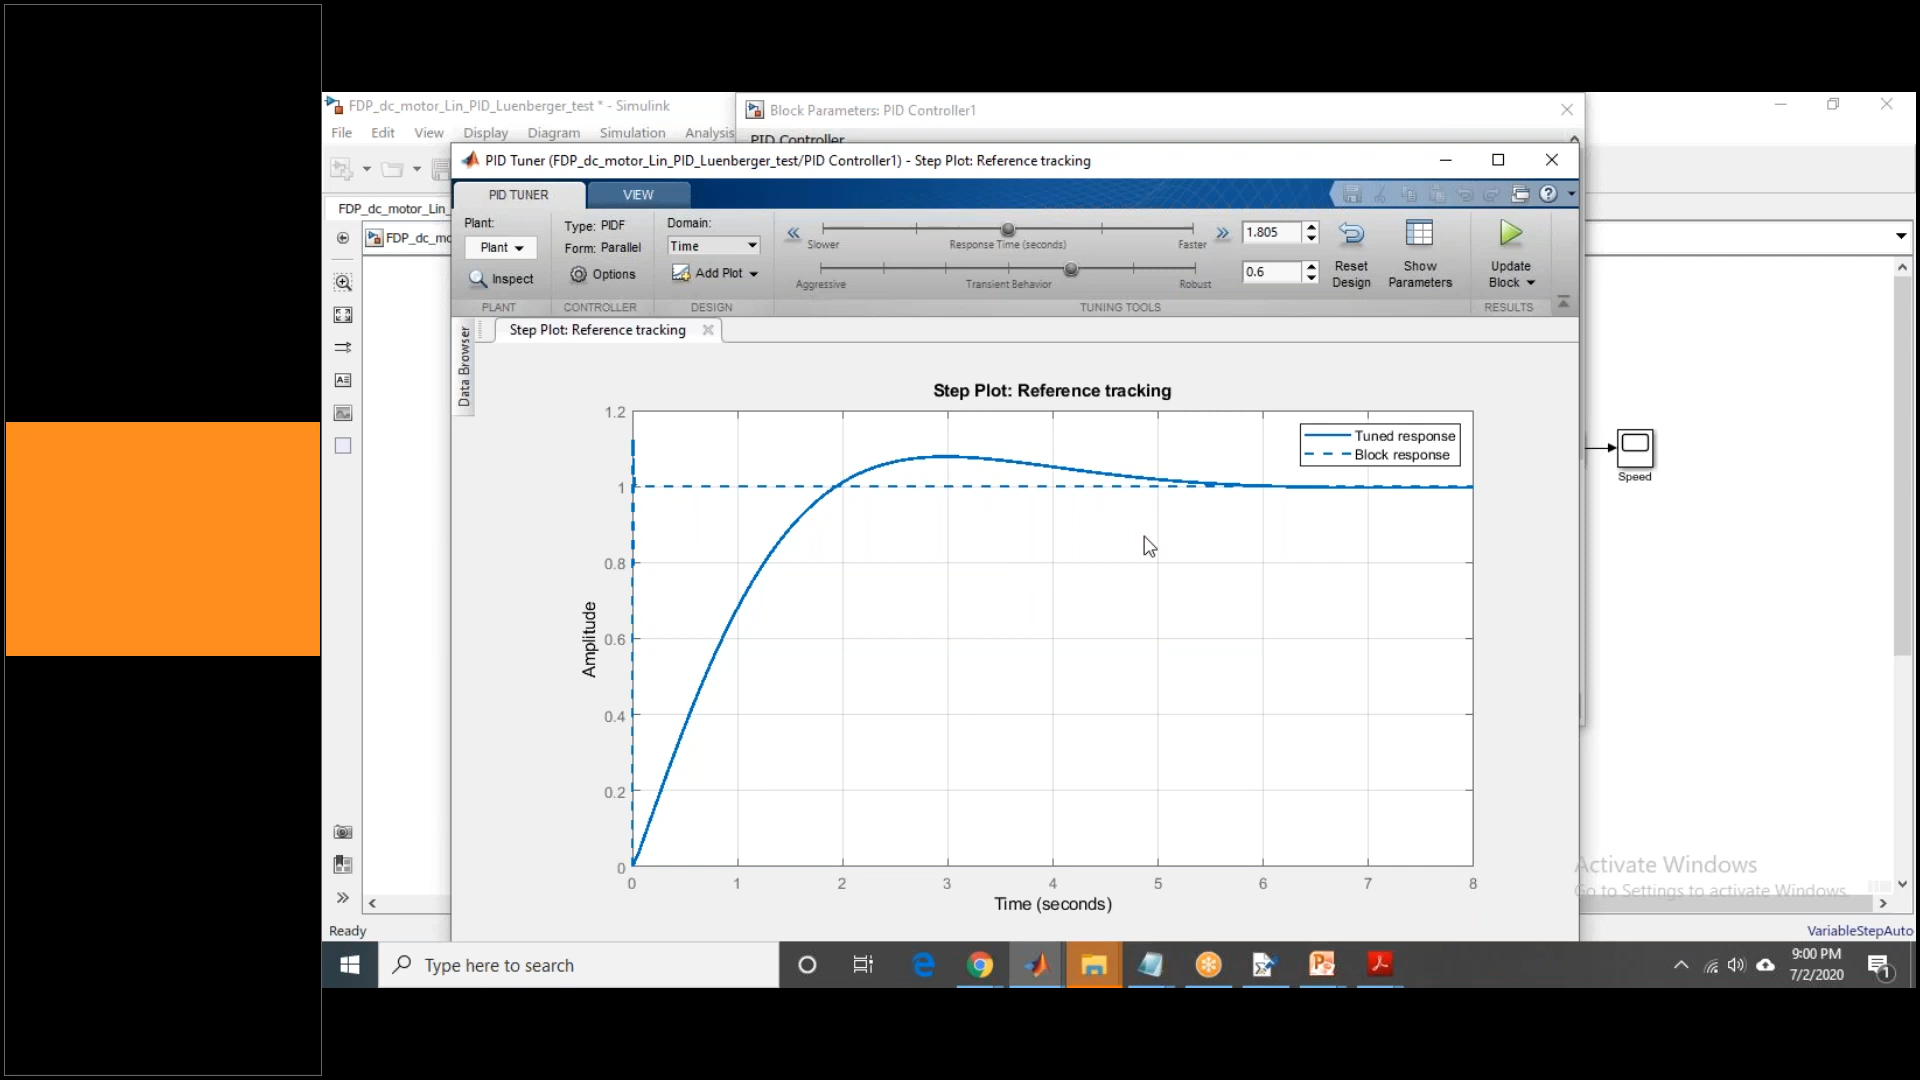 FDP_dc_motor_Lin_PID_Luenberger_test * - Simulink
Block Parameters: PID Controller1
File Edit View Display Diagram Simulation Analysis
PID Controller
PID Tuner (FDP_dc_motor_Lin_PID_Luenberger_test/PID Controller1) - Step Plot: Reference tracking
PID TUNER VIEW
FDP_dc_motor_Lin_
FDP_dc_mo
Plant:
Plant
Inspect
PLANT
Type: PIDF
Form: Parallel
Options
CONTROLLER
Domain:
Time
Add Plot
DESIGN
Slower Response Time (seconds) Faster
1.805
Aggressive Transient Behavior Robust
0.6
TUNING TOOLS
Reset
Design
Show
Parameters
Update
Block
RESULTS
Data Browser
Step Plot: Reference tracking
Step Plot: Reference tracking
Tuned response
Block response
Amplitude
1.2
1
0.8
0.6
0.4
0.2
0
0 1 2 3 4 5 6 7 8
Time (seconds)
Speed
Activate Windows
Go to Settings to activate Windows.
Ready
VariableStepAuto
Type here to search
9:00 PM
7/2/2020
1